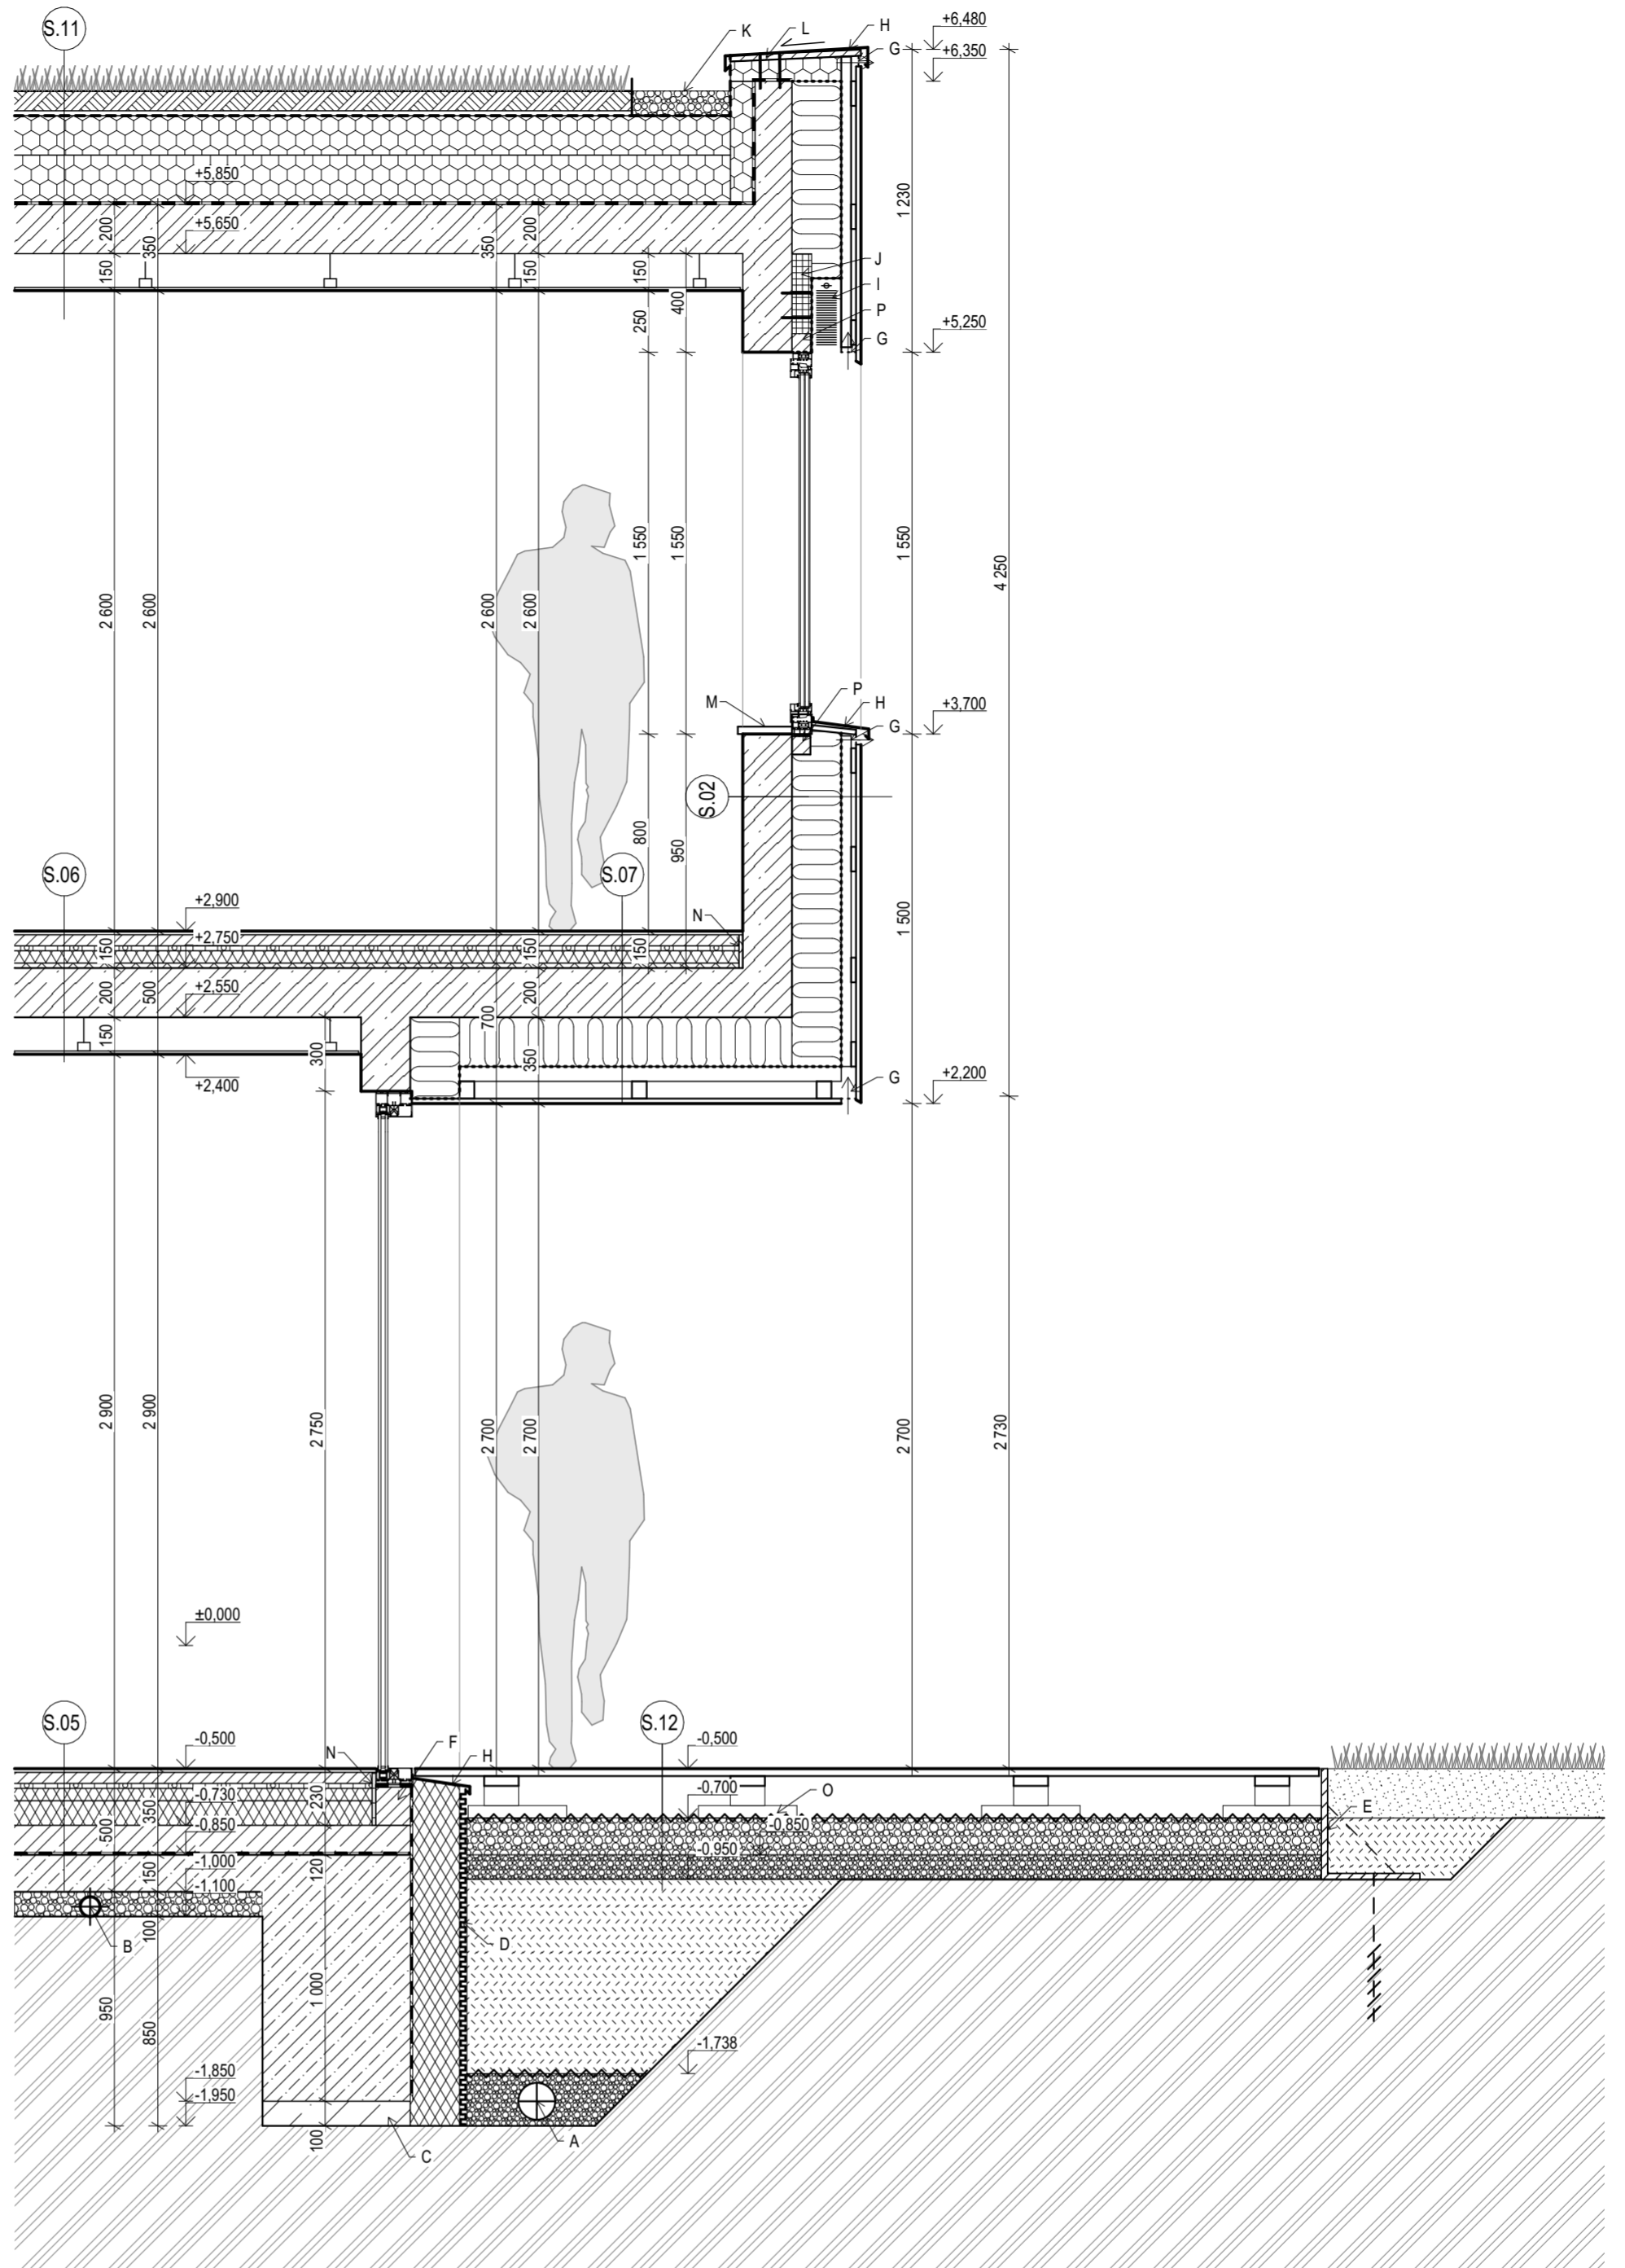 S.11
K
L
H
+6,480
G
+6,350
+5,850
200
350
350
200
+5,650
1 230
150
150
150
400
J
I
250
P
+5,250
G
2 600
2 600
2 600
2 600
1 550
1 550
1 550
4 250
M
P
H
+3,700
G
S.02
800
950
S.06
S.07
+2,900
N
+2,750
150
150
150
1 500
+2,550
200
500
700
200
150
300
350
+2,400
G
+2,200
2 900
2 900
2 750
2 700
2 700
2 700
2 730
±0,000
S.05
S.12
-0,500
F
-0,500
N
H
-0,730
230
-0,700
O
350
500
-0,850
-0,850
E
-0,950
150
120
-1,000
-1,100
B
100
D
1 000
950
850
-1,738
-1,850
-1,950
100
C
A